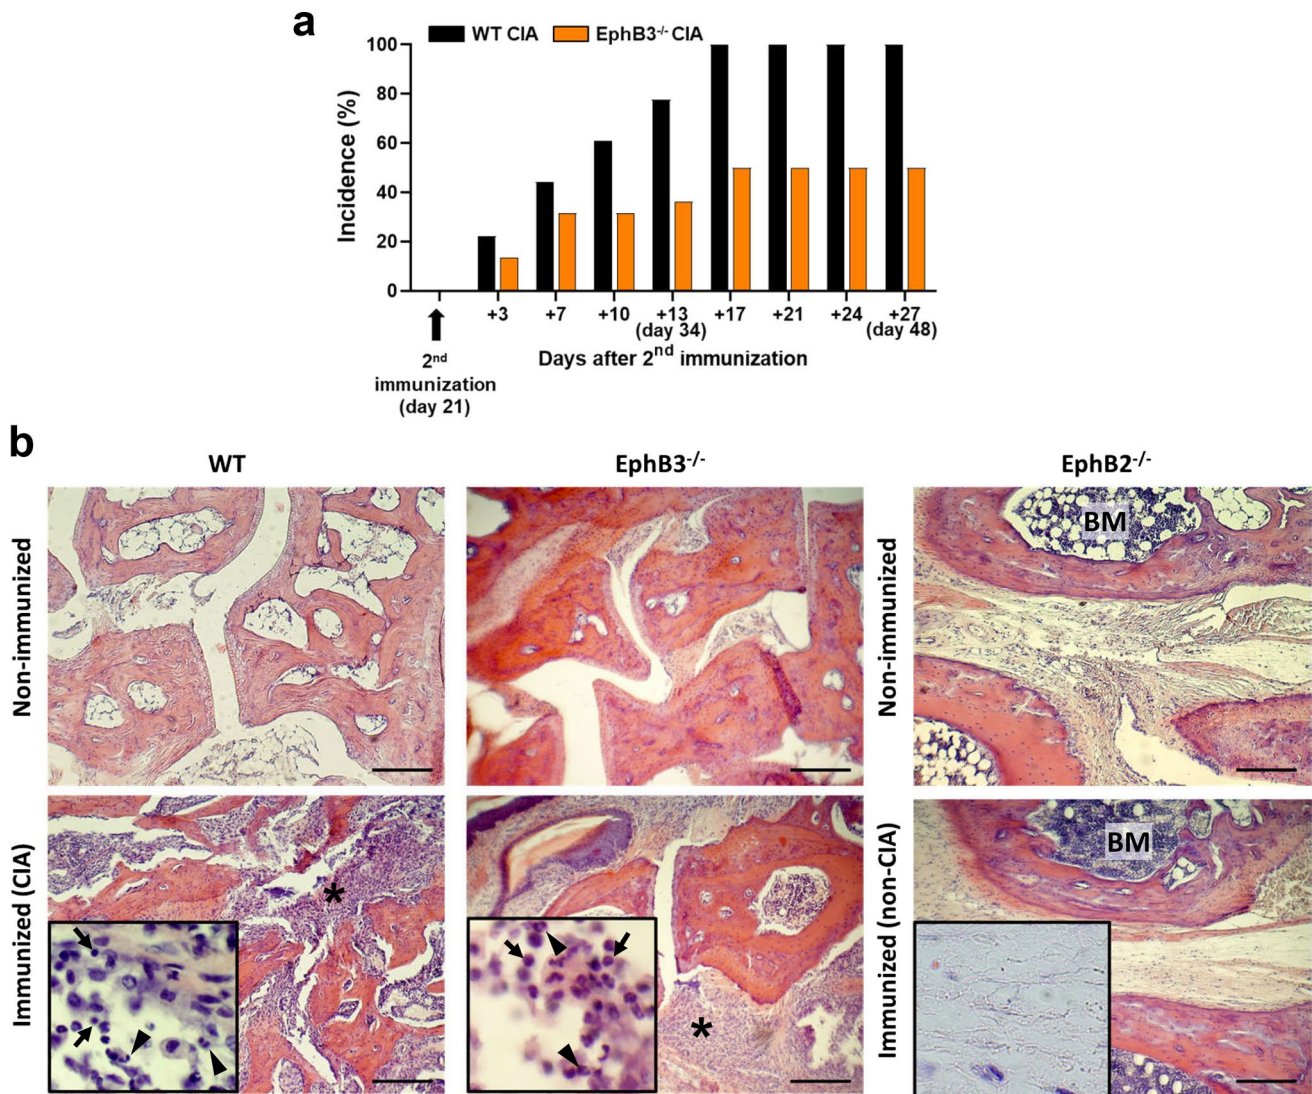 a
WT CIA
EphB3-/- CIA
Incidence (%)
100
80
60
40
20
0
+3
+7
+10
+13
(day 34)
+17
+21
+24
+27
(day 48)
2nd
immunization
(day 21)
Days after 2nd immunization
b
WT
EphB3-/-
EphB2-/-
Non-immunized
Non-immunized
BM
Immunized (CIA)
*
*
Immunized (non-CIA)
BM